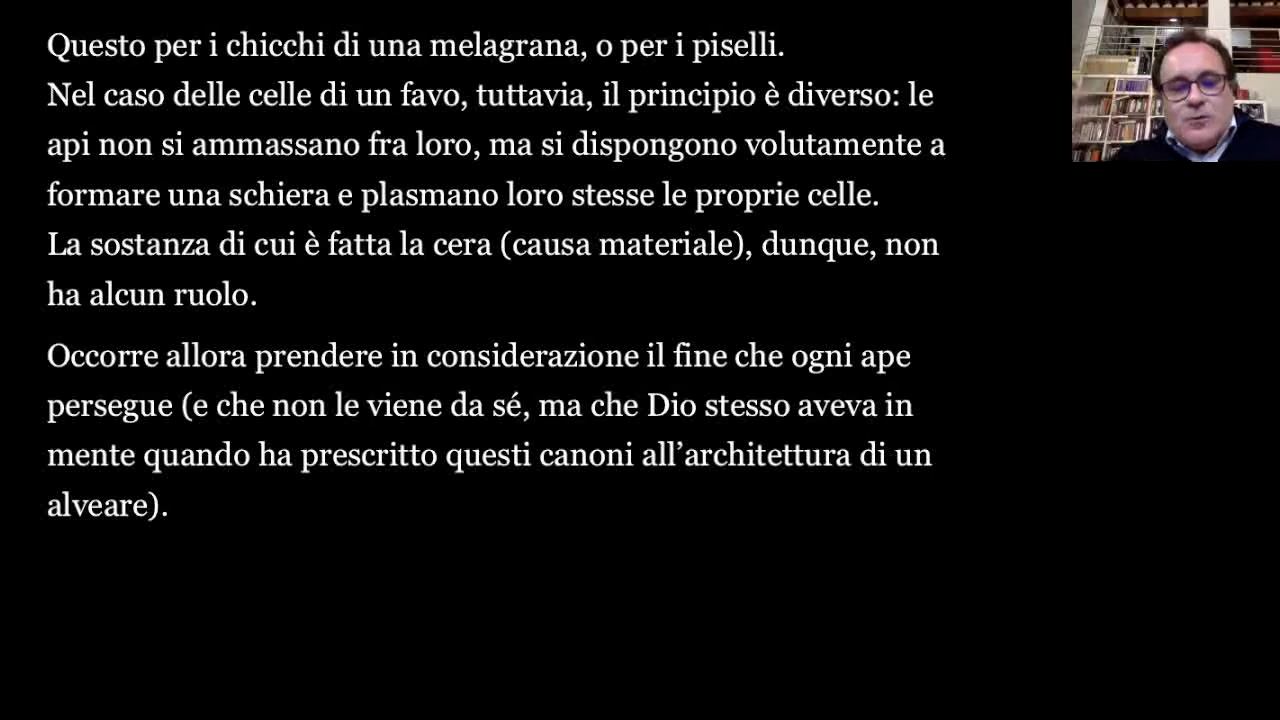 Questo per i chicchi di una melagrana, o per i piselli.
Nel caso delle celle di un favo, tuttavia, il principio è diverso: le
api non si ammassano fra loro, ma si dispongono volutamente a
formare una schiera e plasmano loro stesse le proprie celle.
La sostanza di cui è fatta la cera (causa materiale), dunque, non
ha alcun ruolo.
Occorre allora prendere in considerazione il fine che ogni ape
persegue (e che non le viene da sé, ma che Dio stesso aveva in
mente quando ha prescritto questi canoni all’architettura di un
alveare).